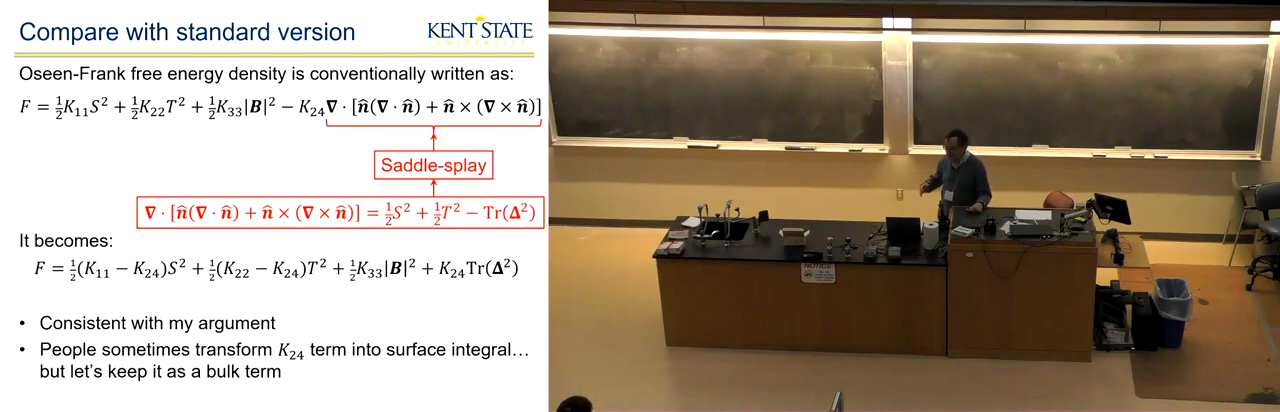 Compare with standard version
KENT STATE
UNIVERSITY
Oseen-Frank free energy density is conventionally written as:
F = ½K₁₁S² + ½K₂₂T² + ½K₃₃|B|² − K₂₄∇ · [n̂(∇ · n̂) + n̂ × (∇ × n̂)]
Saddle-splay
∇ · [n̂(∇ · n̂) + n̂ × (∇ × n̂)] = ½S² + ½T² − Tr(Δ²)
It becomes:
F = ½(K₁₁ − K₂₄)S² + ½(K₂₂ − K₂₄)T² + ½K₃₃|B|² + K₂₄Tr(Δ²)
• Consistent with my argument
• People sometimes transform K₂₄ term into surface integral…
but let's keep it as a bulk term
NOTICE